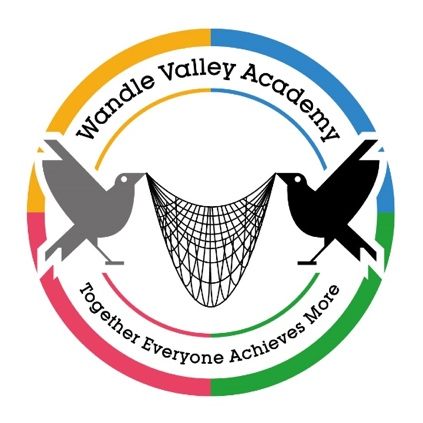 Wandle Valley Academy
Together Everyone Achieves More